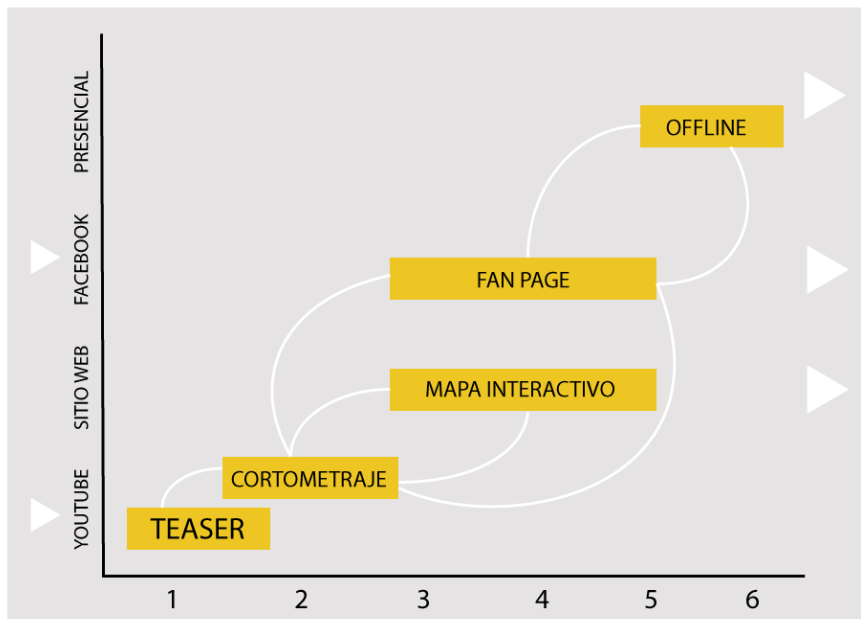 PRESENCIAL
OFFLINE
FACEBOOK
FAN PAGE
SITIO WEB
MAPA INTERACTIVO
YOUTUBE
CORTOMETRAJE
TEASER
1 2 3 4 5 6